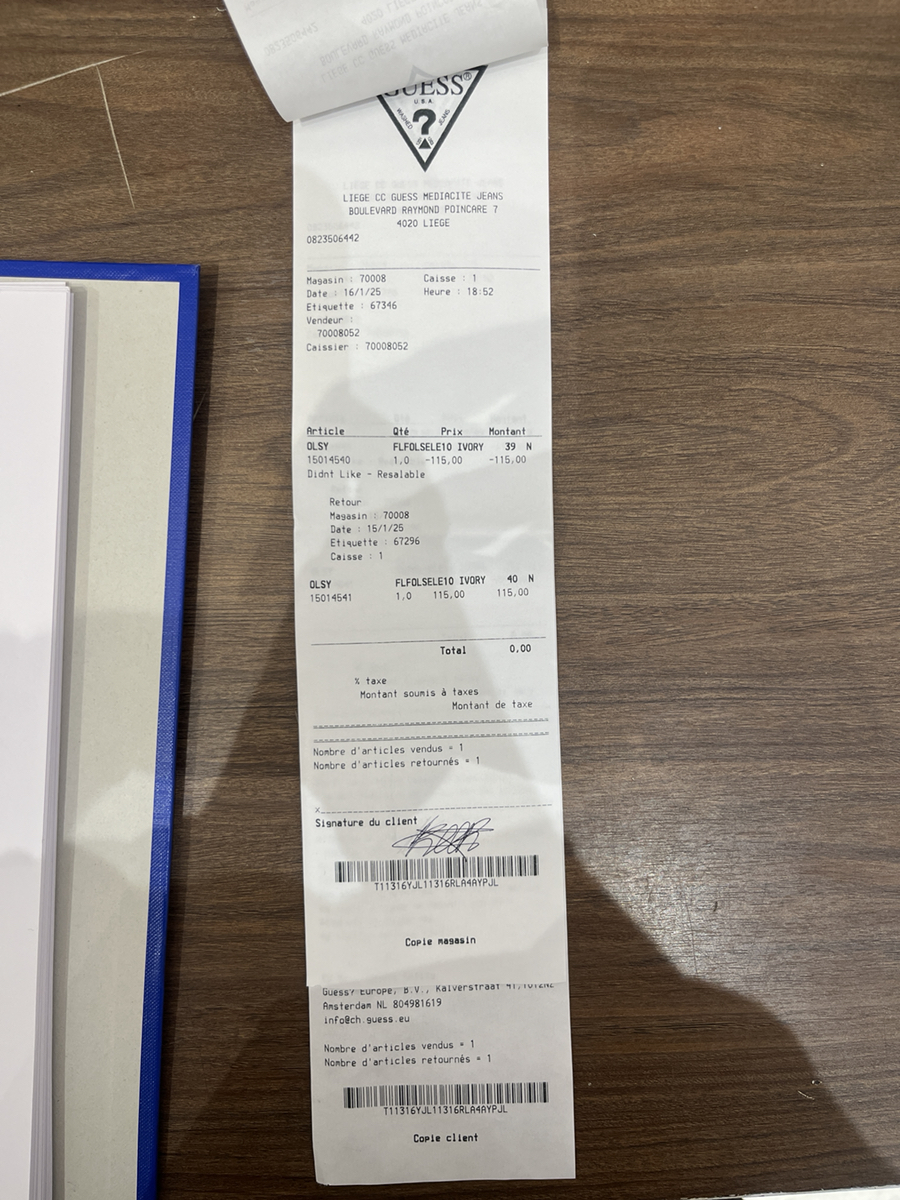 GUESS®
U.S.A.
WASHED ? JEANS
LIEGE CC GUESS MEDIACITE JEANS
BOULEVARD RAYMOND POINCARE 7
4020 LIEGE
0823506442
Magasin : 70008 Caisse : 1
Date : 16/1/25 Heure : 18:52
Etiquette : 67346
Vendeur :
70008052
Caissier : 70008052
Article Qté Prix Montant
OLSY FLFOLSELE10 IVORY 39 N
15014540 1,0 -115,00 -115,00
Didnt Like - Resalable
Retour
Magasin : 70008
Date : 15/1/25
Etiquette : 67296
Caisse : 1
OLSY FLFOLSELE10 IVORY 40 N
15014541 1,0 115,00 115,00
Total 0,00
% taxe
Montant soumis à taxes
Montant de taxe
Nombre d'articles vendus = 1
Nombre d'articles retournés = 1
x
Signature du client
T11316YJL11316RLA4AYPJL
Copie magasin
Guess? Europe, B.V., Kalverstraat
Amsterdam NL 804981619
info@ch.guess.eu
Nombre d'articles vendus = 1
Nombre d'articles retournés = 1
T11316YJL11316RLA4AYPJL
Copie client